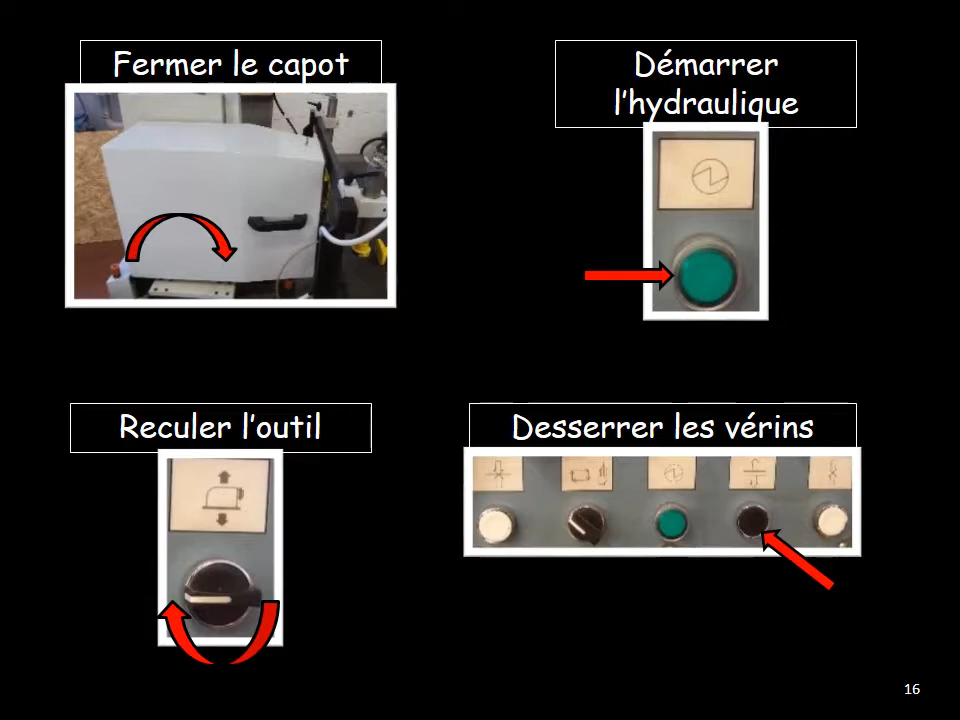 Fermer le capot
Démarrer
l'hydraulique
Reculer l'outil
Desserrer les vérins
16